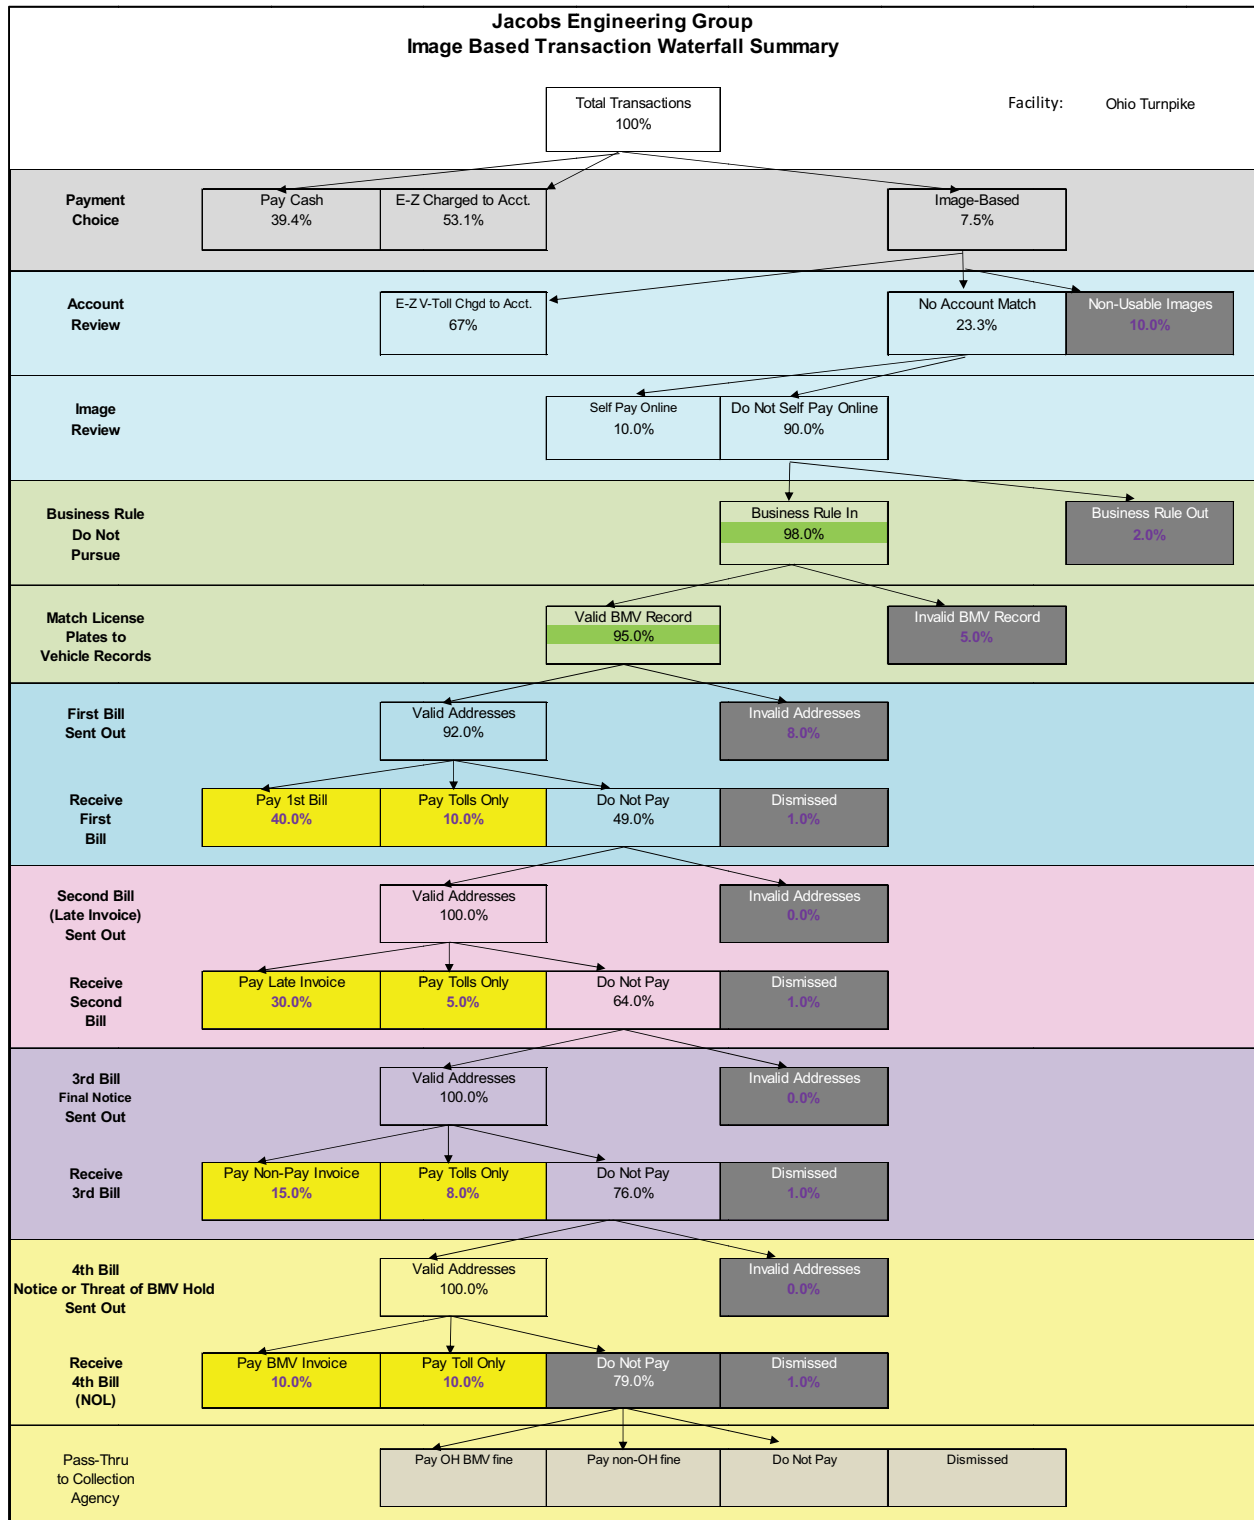 Jacobs Engineering Group
Image Based Transaction Waterfall Summary
Total Transactions
100%
Facility: Ohio Turnpike
Payment
Choice
Pay Cash
39.4%
E-Z Charged to Acct.
53.1%
Image-Based
7.5%
Account
Review
E-Z V-Toll Chgd to Acct.
67%
No Account Match
23.3%
Non-Usable Images
10.0%
Image
Review
Self Pay Online
10.0%
Do Not Self Pay Online
90.0%
Business Rule
Do Not
Pursue
Business Rule In
98.0%
Business Rule Out
2.0%
Match License
Plates to
Vehicle Records
Valid BMV Record
95.0%
Invalid BMV Record
5.0%
First Bill
Sent Out
Valid Addresses
92.0%
Invalid Addresses
8.0%
Receive
First
Bill
Pay 1st Bill
40.0%
Pay Tolls Only
10.0%
Do Not Pay
49.0%
Dismissed
1.0%
Second Bill
(Late Invoice)
Sent Out
Valid Addresses
100.0%
Invalid Addresses
0.0%
Receive
Second
Bill
Pay Late Invoice
30.0%
Pay Tolls Only
5.0%
Do Not Pay
64.0%
Dismissed
1.0%
3rd Bill
Final Notice
Sent Out
Valid Addresses
100.0%
Invalid Addresses
0.0%
Receive
3rd Bill
Pay Non-Pay Invoice
15.0%
Pay Tolls Only
8.0%
Do Not Pay
76.0%
Dismissed
1.0%
4th Bill
Notice or Threat of BMV Hold
Sent Out
Valid Addresses
100.0%
Invalid Addresses
0.0%
Receive
4th Bill
(NOL)
Pay BMV Invoice
10.0%
Pay Toll Only
10.0%
Do Not Pay
79.0%
Dismissed
1.0%
Pass-Thru
to Collection
Agency
Pay OH BMV fine
Pay non-OH fine
Do Not Pay
Dismissed